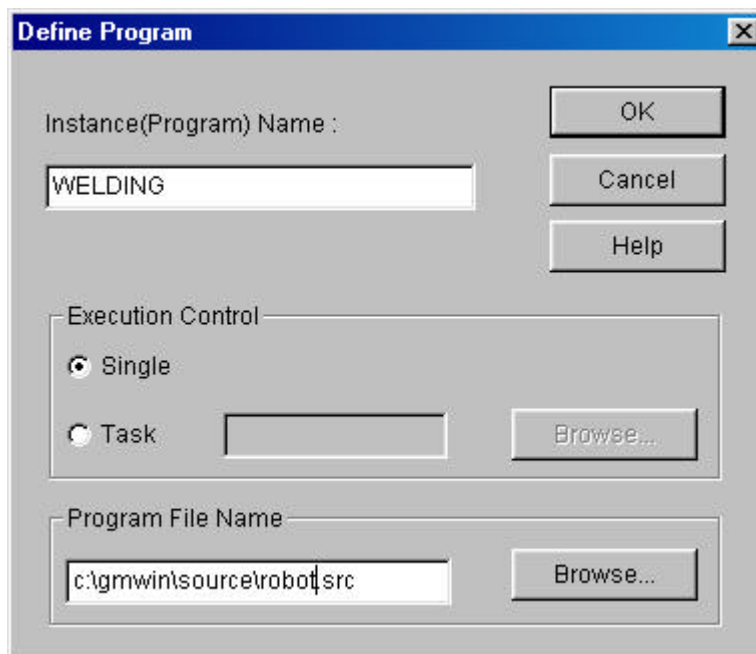 Define Program
Instance(Program) Name :
WELDING
OK
Cancel
Help
Execution Control
Single
Task
Browse...
Program File Name
c:\gmwin\source\robot.src
Browse...